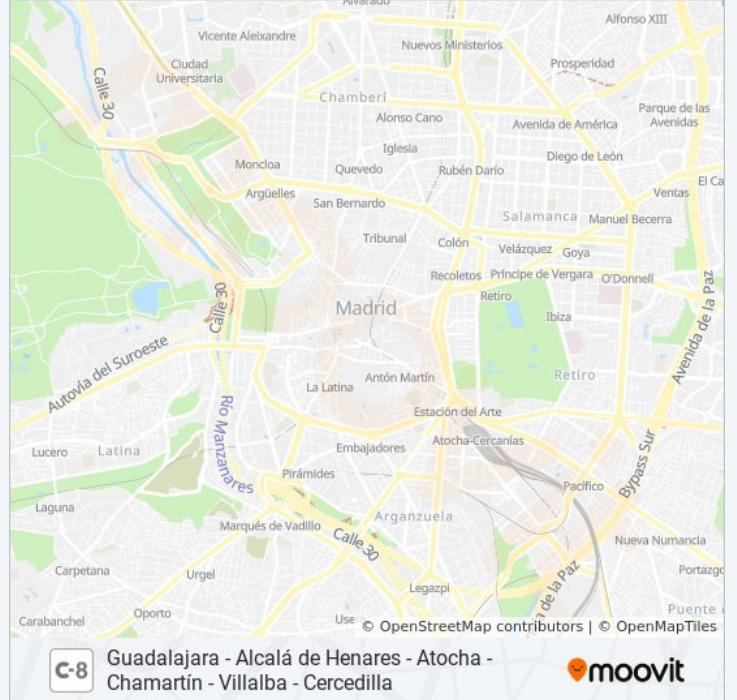 Alvarado
Alfonso XIII
Vicente Aleixandre
Nuevos Ministerios
Ciudad
Universitaria
Prosperidad
Calle 30
Chamberí
Parque de las
Avenidas
Alonso Cano
Avenida de América
Iglesia
Diego de León
Moncloa
Quevedo
Rubén Darío
El Ca
Argüelles
Ventas
San Bernardo
Salamanca
Manuel Becerra
Tribunal
Colón
Velázquez
Goya
Recoletos
Príncipe de Vergara
O'Donnell
Calle 30
Retiro
Madrid
Ibiza
Avenida de la Paz
Autovía del Suroeste
Antón Martín
Retiro
La Latina
Estación del Arte
Río Manzanares
Atocha-Cercanías
Lucero
Latina
Embajadores
Bypass Sur
Pirámides
Pacífico
Laguna
Arganzuela
Marqués de Vadillo
Calle 30
Nueva Numancia
Carpetana
Urgel
Portazgo
Legazpi
a de la Paz
Oporto
Puente
Carabanchel
Use
© OpenStreetMap contributors | © OpenMapTiles
C-8
Guadalajara - Alcalá de Henares - Atocha -
Chamartín - Villalba - Cercedilla
moovit